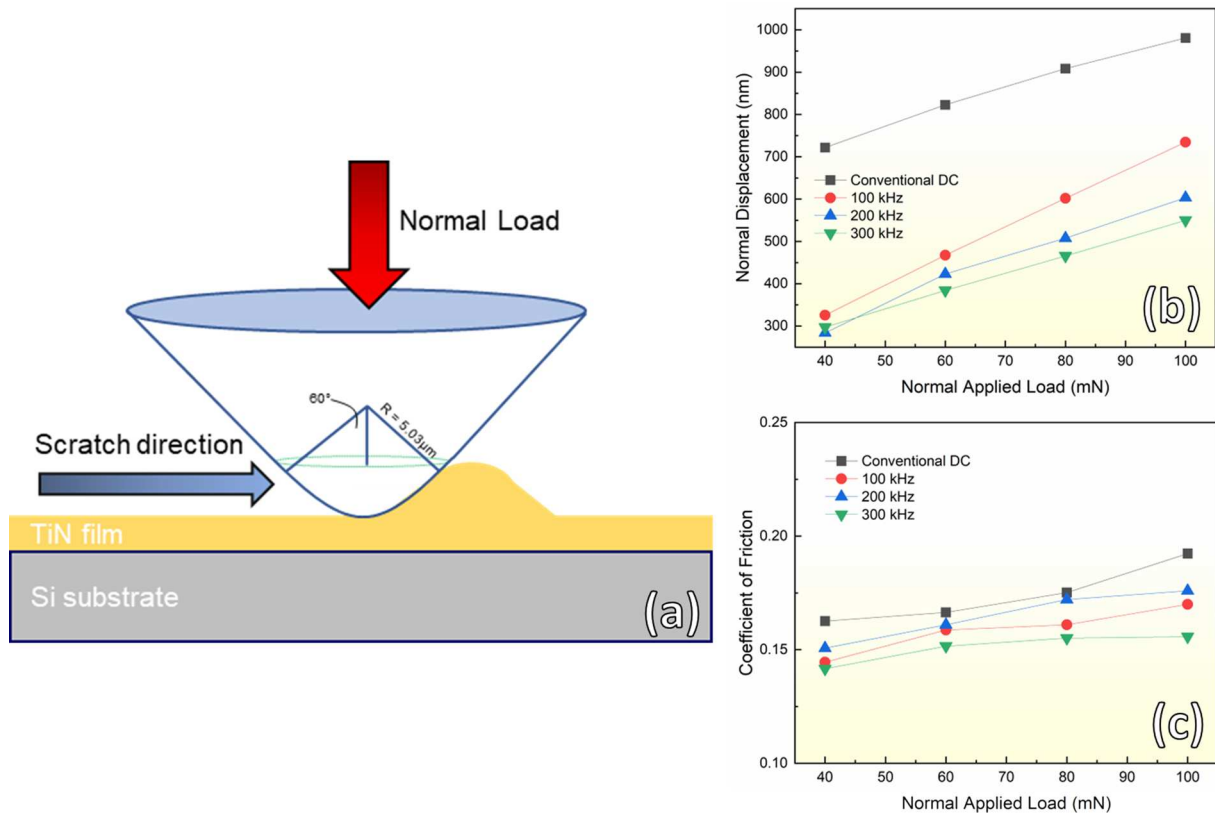 Normal Load
60°
R = 5.03µm
Scratch direction
TiN film
Si substrate
(a)
1000
900
800
700
600
500
400
300
Normal Displacement (nm)
Conventional DC
100 kHz
200 kHz
300 kHz
(b)
40 50 60 70 80 90 100
Normal Applied Load (mN)
0.25
0.20
0.15
0.10
Coefficient of Friction
Conventional DC
100 kHz
200 kHz
300 kHz
(c)
40 50 60 70 80 90 100
Normal Applied Load (mN)